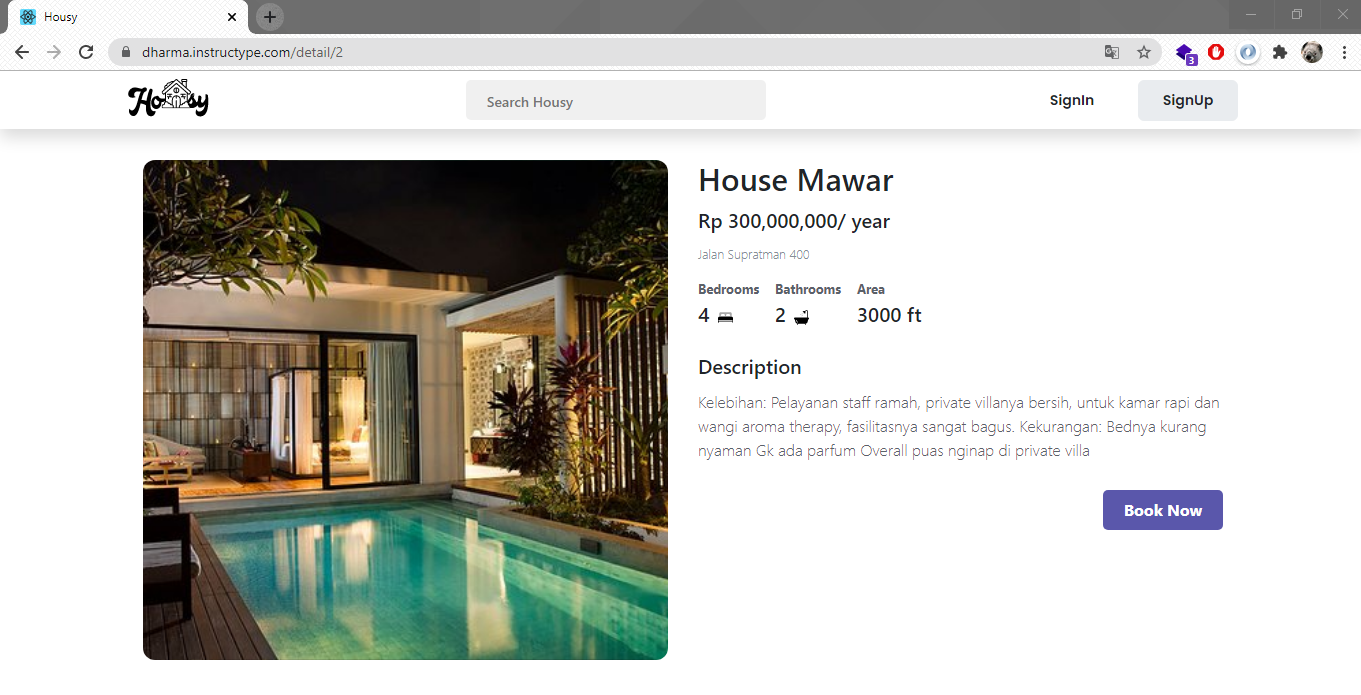 Housy
dharma.instructype.com/detail/2
3
Housy
Search Housy
SignIn
SignUp
House Mawar
Rp 300,000,000/ year
Jalan Supratman 400
Bedrooms Bathrooms Area
4 2 3000 ft
Description
Kelebihan: Pelayanan staff ramah, private villanya bersih, untuk kamar rapi dan
wangi aroma therapy, fasilitasnya sangat bagus. Kekurangan: Bednya kurang
nyaman Gk ada parfum Overall puas nginap di private villa
Book Now